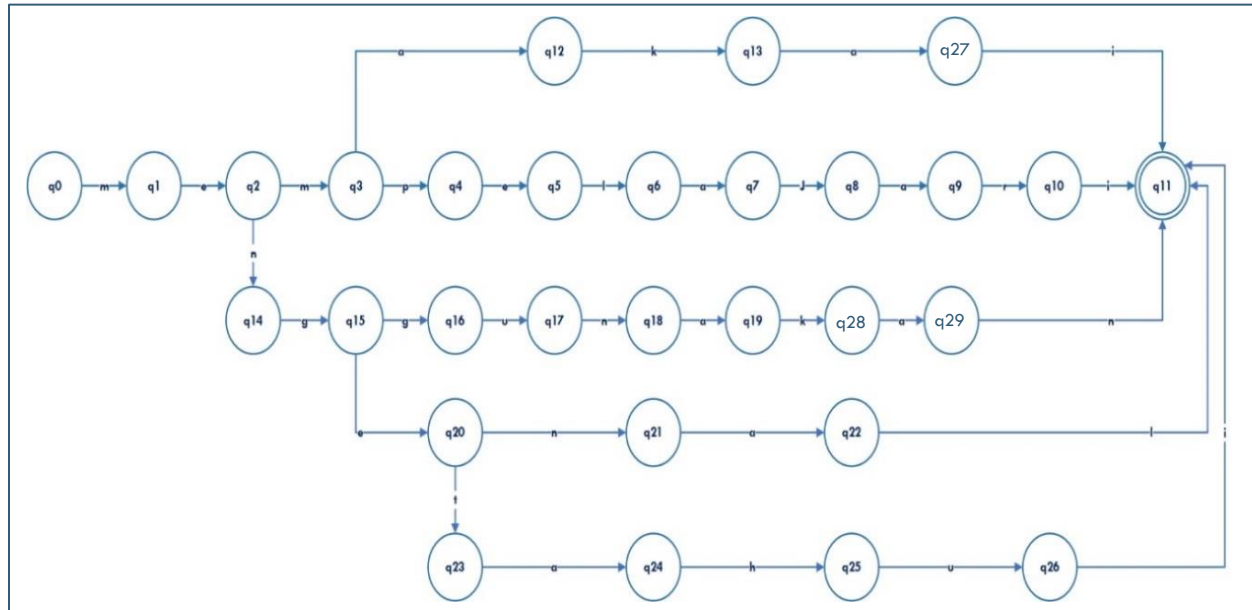 a q12 k q13 a q27 i
q0 m q1 e q2 m q3 p q4 e q5 l q6 a q7 J q8 a q9 r q10 i q11
n
q14 g q15 g q16 u q17 n q18 a q19 k q28 a q29 n
e q20 n q21 a q22 l i
t
q23 a q24 h q25 u q26